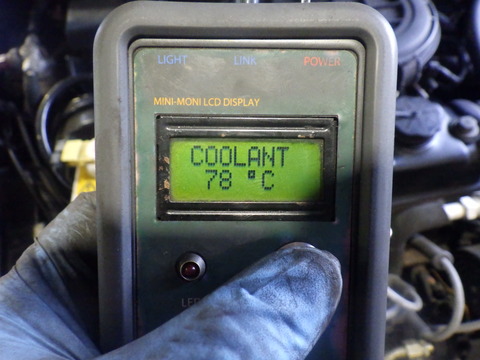 LIGHT LINK POWER
MINI-MONI LCD DISPLAY
COOLANT
78 °C